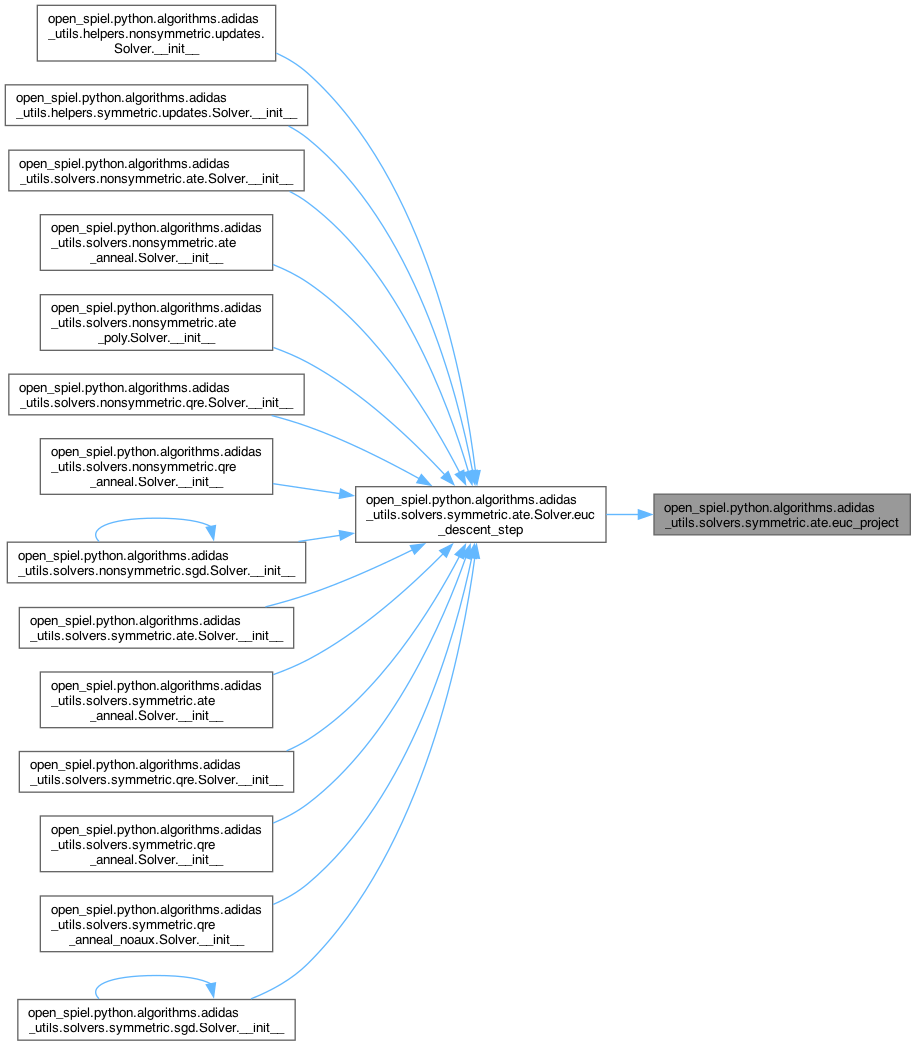 open_spiel.python.algorithms.adidas
_utils.helpers.nonsymmetric.updates.
Solver.__init__
open_spiel.python.algorithms.adidas
_utils.helpers.symmetric.updates.Solver.__init__
open_spiel.python.algorithms.adidas
_utils.solvers.nonsymmetric.ate.Solver.__init__
open_spiel.python.algorithms.adidas
_utils.solvers.nonsymmetric.ate
_anneal.Solver.__init__
open_spiel.python.algorithms.adidas
_utils.solvers.nonsymmetric.ate
_poly.Solver.__init__
open_spiel.python.algorithms.adidas
_utils.solvers.nonsymmetric.qre.Solver.__init__
open_spiel.python.algorithms.adidas
_utils.solvers.nonsymmetric.qre
_anneal.Solver.__init__
open_spiel.python.algorithms.adidas
_utils.solvers.nonsymmetric.sgd.Solver.__init__
open_spiel.python.algorithms.adidas
_utils.solvers.symmetric.ate.Solver.__init__
open_spiel.python.algorithms.adidas
_utils.solvers.symmetric.ate
_anneal.Solver.__init__
open_spiel.python.algorithms.adidas
_utils.solvers.symmetric.qre.Solver.__init__
open_spiel.python.algorithms.adidas
_utils.solvers.symmetric.qre
_anneal.Solver.__init__
open_spiel.python.algorithms.adidas
_utils.solvers.symmetric.qre
_anneal_noaux.Solver.__init__
open_spiel.python.algorithms.adidas
_utils.solvers.symmetric.sgd.Solver.__init__
open_spiel.python.algorithms.adidas
_utils.solvers.symmetric.ate.Solver.euc
_descent_step
open_spiel.python.algorithms.adidas
_utils.solvers.symmetric.ate.euc_project